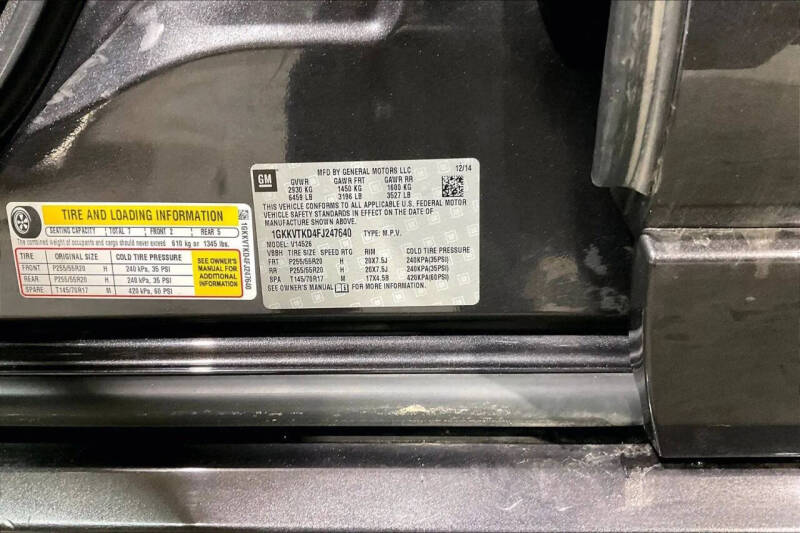 TIRE AND LOADING INFORMATION
SEATING CAPACITY TOTAL 7 FRONT 2 REAR 5
The combined weight of occupants and cargo should never exceed 610 kg or 1345 lbs.
TIRE ORIGINAL SIZE COLD TIRE PRESSURE
FRONT P255/55R20 H 240 kPa, 35 PSI
REAR P255/55R20 H 240 kPa, 35 PSI
SPARE T145/70R17 M 420 kPa, 60 PSI
SEE OWNER'S
MANUAL FOR
ADDITIONAL
INFORMATION
1GKKVTKD4FJ247640
GM
MFD BY GENERAL MOTORS LLC 12/14
GVWR GAWR FRT GAWR RR
2930 KG 1450 KG 1600 KG
6459 LB 3196 LB 3527 LB
THIS VEHICLE CONFORMS TO ALL APPLICABLE U.S. FEDERAL MOTOR
VEHICLE SAFETY STANDARDS IN EFFECT ON THE DATE OF
MANUFACTURE SHOWN ABOVE.
1GKKVTKD4FJ247640 TYPE: M.P.V.
MODEL: V14526
VBBH TIRE SIZE SPEED RTG RIM COLD TIRE PRESSURE
FRT P255/55R20 H 20X7.5J 240KPA(35PSI)
RR P255/55R20 H 20X7.5J 240KPA(35PSI)
SPA T145/70R17 M 17X4.5B 420KPA(60PSI)
SEE OWNER'S MANUAL FOR MORE INFORMATION.